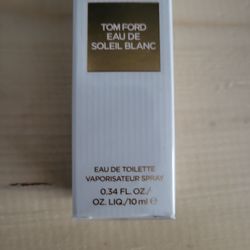 TOM FORD
EAU DE
SOLEIL BLANC
EAU DE TOILETTE
VAPORISATEUR SPRAY
0.34 FL. OZ./
OZ. LIQ./10 ml ℮